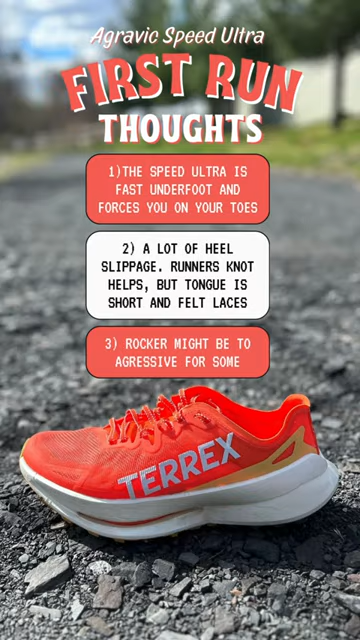 Agravic Speed Ultra
FIRST RUN
THOUGHTS
1)THE SPEED ULTRA IS
FAST UNDERFOOT AND
FORCES YOU ON YOUR TOES
2) A LOT OF HEEL
SLIPPAGE. RUNNERS KNOT
HELPS, BUT TONGUE IS
SHORT AND FELT LACES
3) ROCKER MIGHT BE TO
AGRESSIVE FOR SOME
TERREX